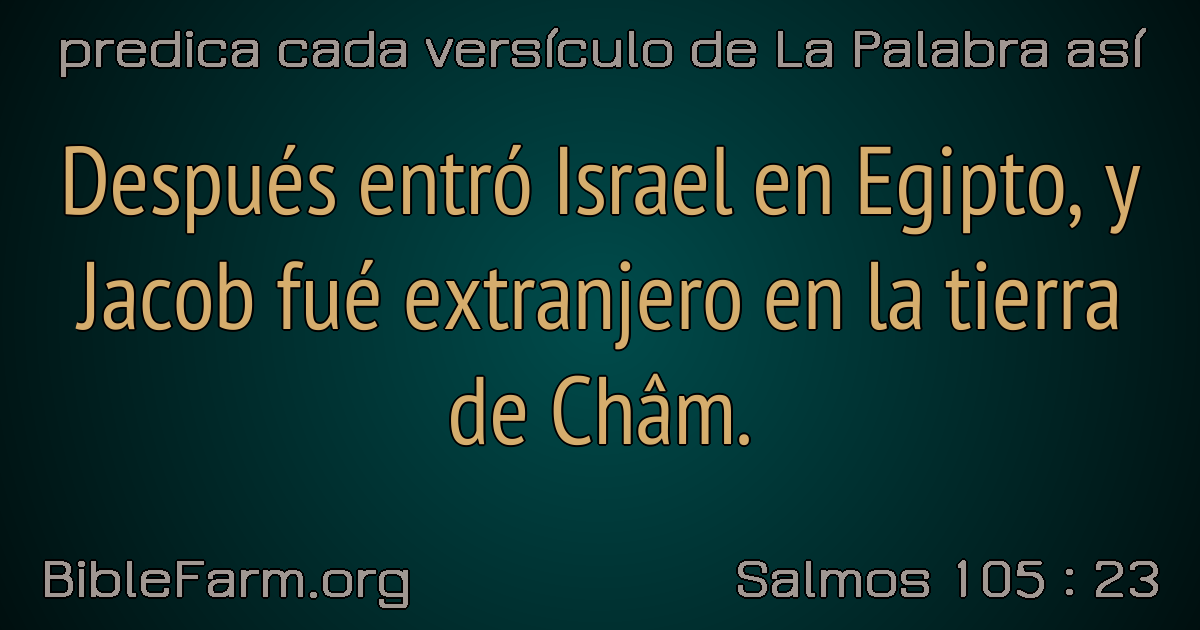 predica cada versículo de La Palabra así
Después entró Israel en Egipto, y
Jacob fué extranjero en la tierra
de Châm.
BibleFarm.org
Salmos 105 : 23